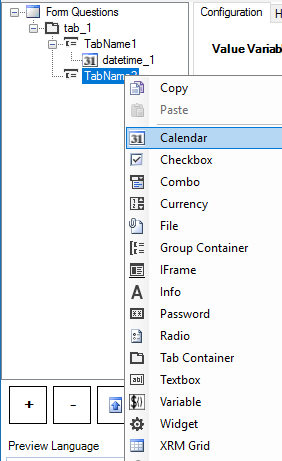 Form Questions
Configuration
tab_1
TabName1
Value Variab
datetime_1
Copy
Paste
Calendar
Checkbox
Combo
Currency
File
Group Container
IFrame
Info
Password
Radio
Tab Container
Textbox
Variable
Widget
XRM Grid
+ -
Preview Language